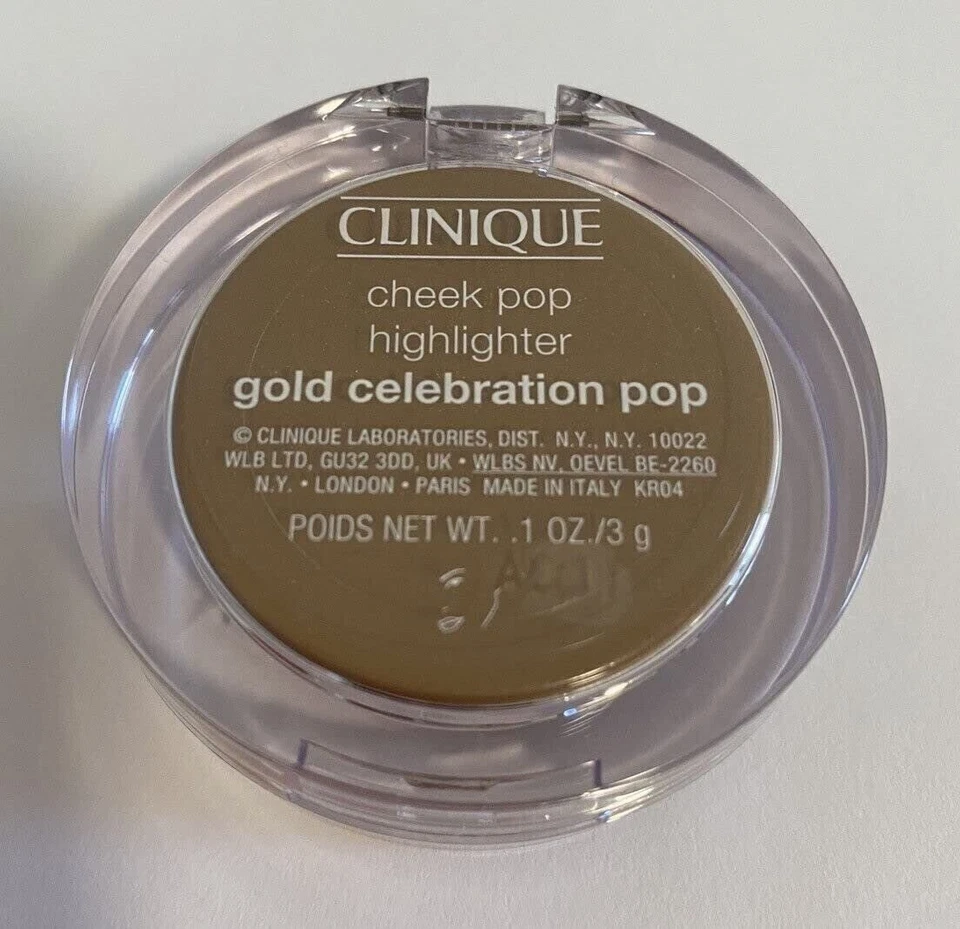 CLINIQUE
cheek pop
highlighter
gold celebration pop
© CLINIQUE LABORATORIES, DIST. N.Y., N.Y. 10022
WLB LTD, GU32 3DD, UK • WLBS NV, OEVEL BE-2260
N.Y. • LONDON • PARIS MADE IN ITALY KR04
POIDS NET WT. .1 OZ./3 g